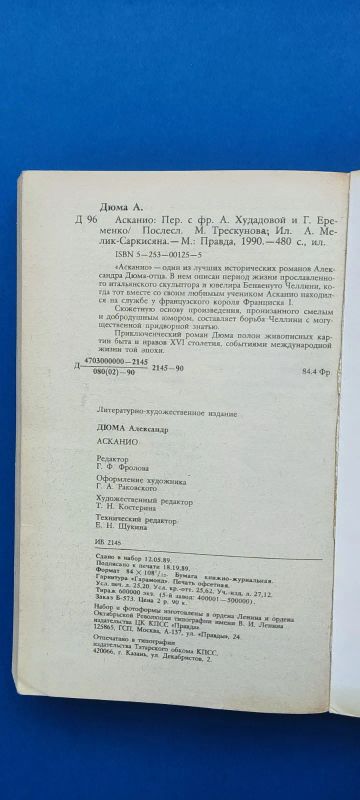 Дюма А.
Д 96 Асканио: Пер. с фр. А. Худадовой и Г. Ере-
менко/ Послесл. М. Трескунова; Ил. А. Ме-
лик-Саркисяна.— М.: Правда, 1990.—480 с., ил.
ISBN 5—253—00125—5
«Асканио» — один из лучших исторических романов Алек-
сандра Дюма-отца. В нем описан период жизни прославленно-
го итальянского скульптора и ювелира Бенвенуто Челлини, ко-
гда тот вместе со своим любимым учеником Асканио находил-
ся на службе у французского короля Франциска I.
Сюжетную основу произведения, пронизанного смелым
и добродушным юмором, составляет борьба Челлини с могу-
щественной придворной знатью.
Приключенческий роман Дюма полон живописных кар-
тин быта и нравов XVI столетия, событиями международной
жизни той эпохи.
Д 4703000000—2145 2145—90 84.4 Фр
080(02)—90
Литературно-художественное издание
ДЮМА Александр
АСКАНИО
Редактор
Г. Ф. Фролова
Оформление художника
Г. А. Раковского
Художественный редактор
Т. Н. Костерина
Технический редактор
Е. Н. Щукина
ИБ 2145
Сдано в набор 12.05.89.
Подписано к печати 18.19.89.
Формат 84 × 108¹/₃₂. Бумага книжно-журнальная.
Гарнитура «Гарамонд». Печать офсетная.
Усл. печ. л. 25,20. Усл. кр.-отт. 25,62. Уч.-изд. л. 27,12.
Тираж 600000 экз. (5-й завод: 400001—500000).
Заказ Б-573. Цена 2 р. 90 к.
Набор и фотоформы изготовлены в ордена Ленина и ордена
Октябрьской Революции типографии имени В. И. Ленина
издательства ЦК КПСС «Правда».
125865, ГСП, Москва, А-137, ул. «Правды», 24.
Отпечатано в типографии
издательства Татарского обкома КПСС.
420066, г. Казань, ул. Декабристов, 2.